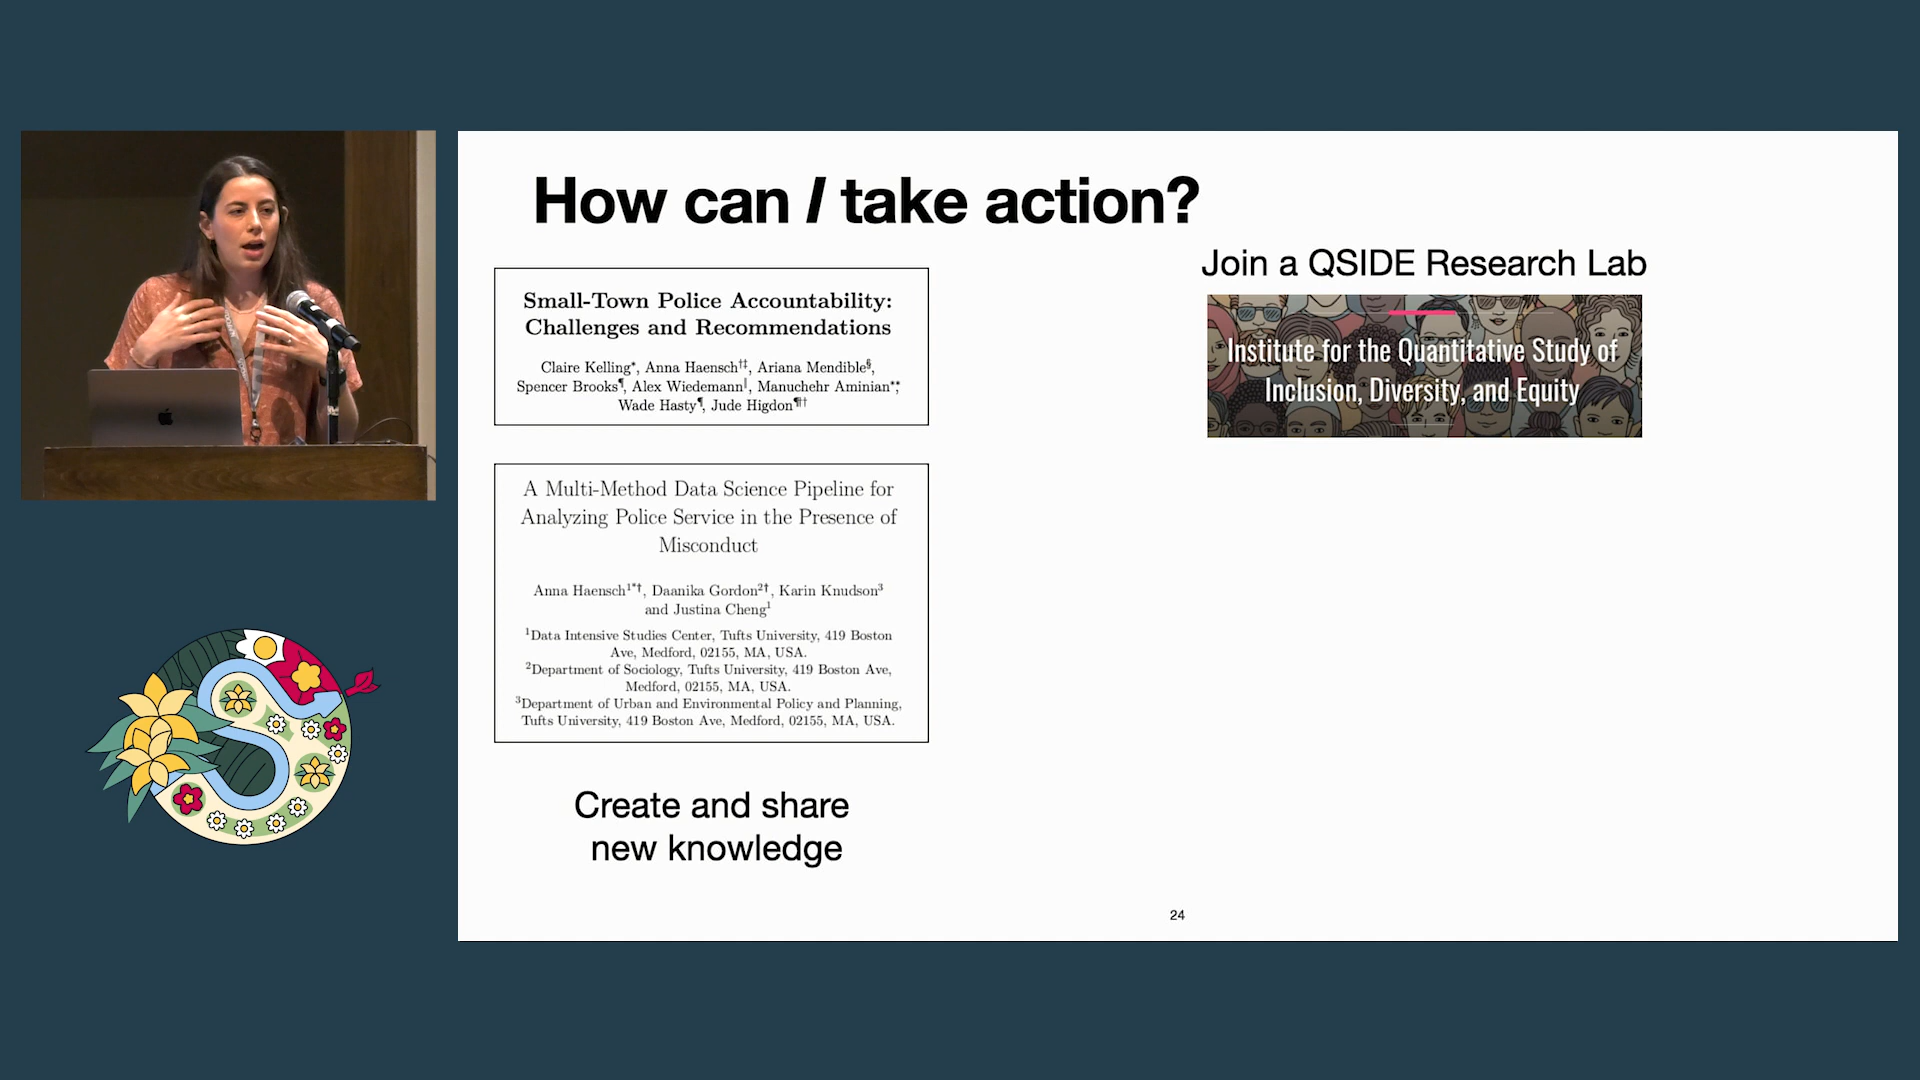 How can I take action?
Small-Town Police Accountability:
Challenges and Recommendations
Claire Kelling*, Anna Haensch†‡, Ariana Mendible§,
Spencer Brooks¶, Alex Wiedemann‖, Manuchehr Aminian**,
Wade Hasty¶, Jude Higdon¶††
A Multi-Method Data Science Pipeline for
Analyzing Police Service in the Presence of
Misconduct
Anna Haensch1*†, Daanika Gordon2†, Karin Knudson3
and Justina Cheng1
1Data Intensive Studies Center, Tufts University, 419 Boston
Ave, Medford, 02155, MA, USA.
2Department of Sociology, Tufts University, 419 Boston Ave,
Medford, 02155, MA, USA.
3Department of Urban and Environmental Policy and Planning,
Tufts University, 419 Boston Ave, Medford, 02155, MA, USA.
Create and share
new knowledge
Join a QSIDE Research Lab
Institute for the Quantitative Study of
Inclusion, Diversity, and Equity
24